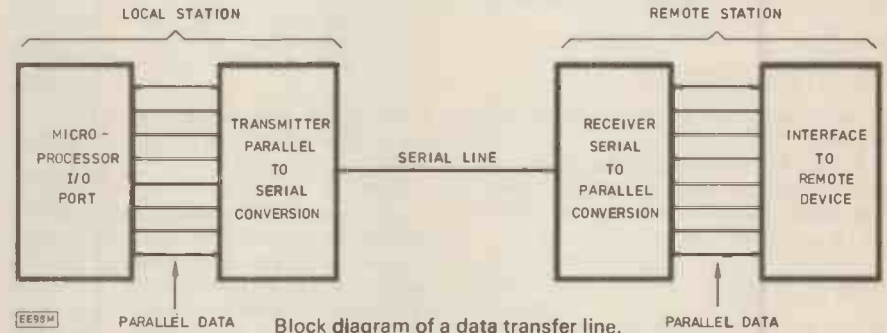 LOCAL STATION
REMOTE STATION
MICRO-
PROCESSOR
I/O
PORT
TRANSMITTER
PARALLEL
TO
SERIAL
CONVERSION
SERIAL LINE
RECEIVER
SERIAL
TO
PARALLEL
CONVERSION
INTERFACE
TO
REMOTE
DEVICE
EE98M
PARALLEL DATA
Block diagram of a data transfer line.
PARALLEL DATA